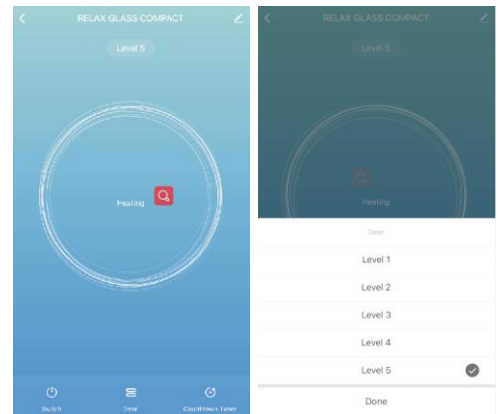 RELAX GLASS COMPACT
Level 5
Heating
Switch
Gear
Countdown Timer
RELAX GLASS COMPACT
Level 5
Heating
Gear
Level 1
Level 2
Level 3
Level 4
Level 5
Done